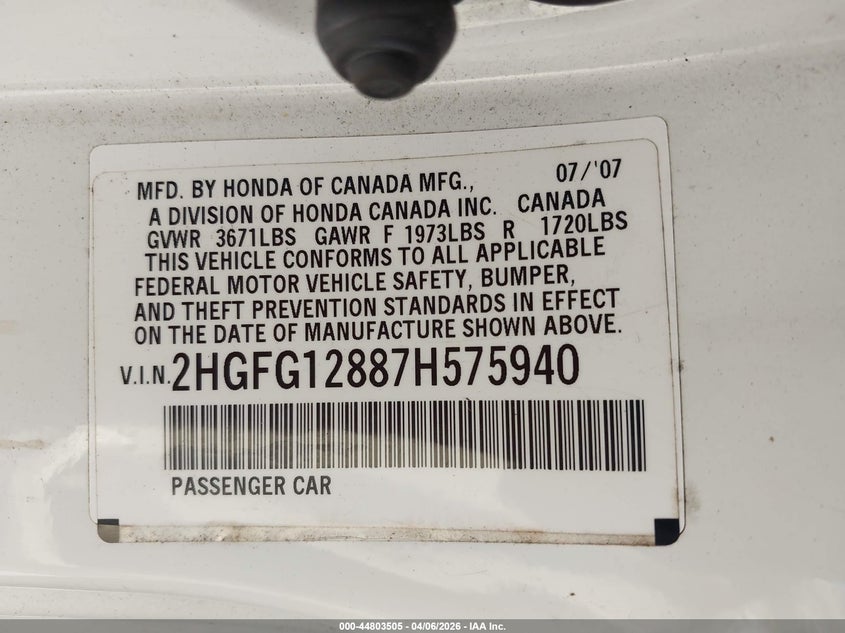 07/'07
MFD. BY HONDA OF CANADA MFG.,
A DIVISION OF HONDA CANADA INC. CANADA
GVWR 3671LBS GAWR F 1973LBS R 1720LBS
THIS VEHICLE CONFORMS TO ALL APPLICABLE
FEDERAL MOTOR VEHICLE SAFETY, BUMPER,
AND THEFT PREVENTION STANDARDS IN EFFECT
ON THE DATE OF MANUFACTURE SHOWN ABOVE.
V.I.N. 2HGFG12887H575940
PASSENGER CAR
000-44803505 - 04/06/2026 - IAA Inc.